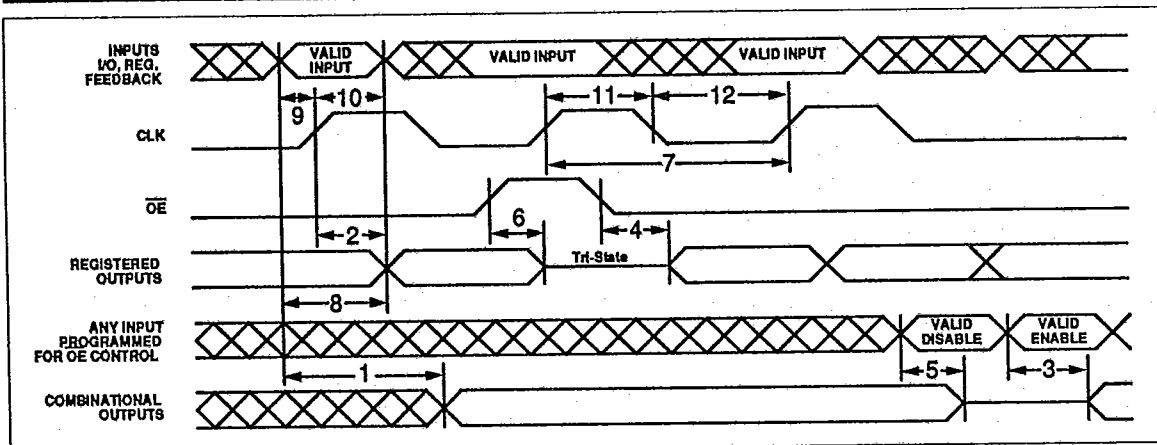 INPUTS
I/O, REG.
FEEDBACK
VALID
INPUT
VALID INPUT
VALID INPUT
9
10
11
12
CLK
7
OE
6
4
2
REGISTERED
OUTPUTS
Tri-State
8
ANY INPUT
PROGRAMMED
FOR OE CONTROL
VALID
DISABLE
VALID
ENABLE
1
5
3
COMBINATIONAL
OUTPUTS